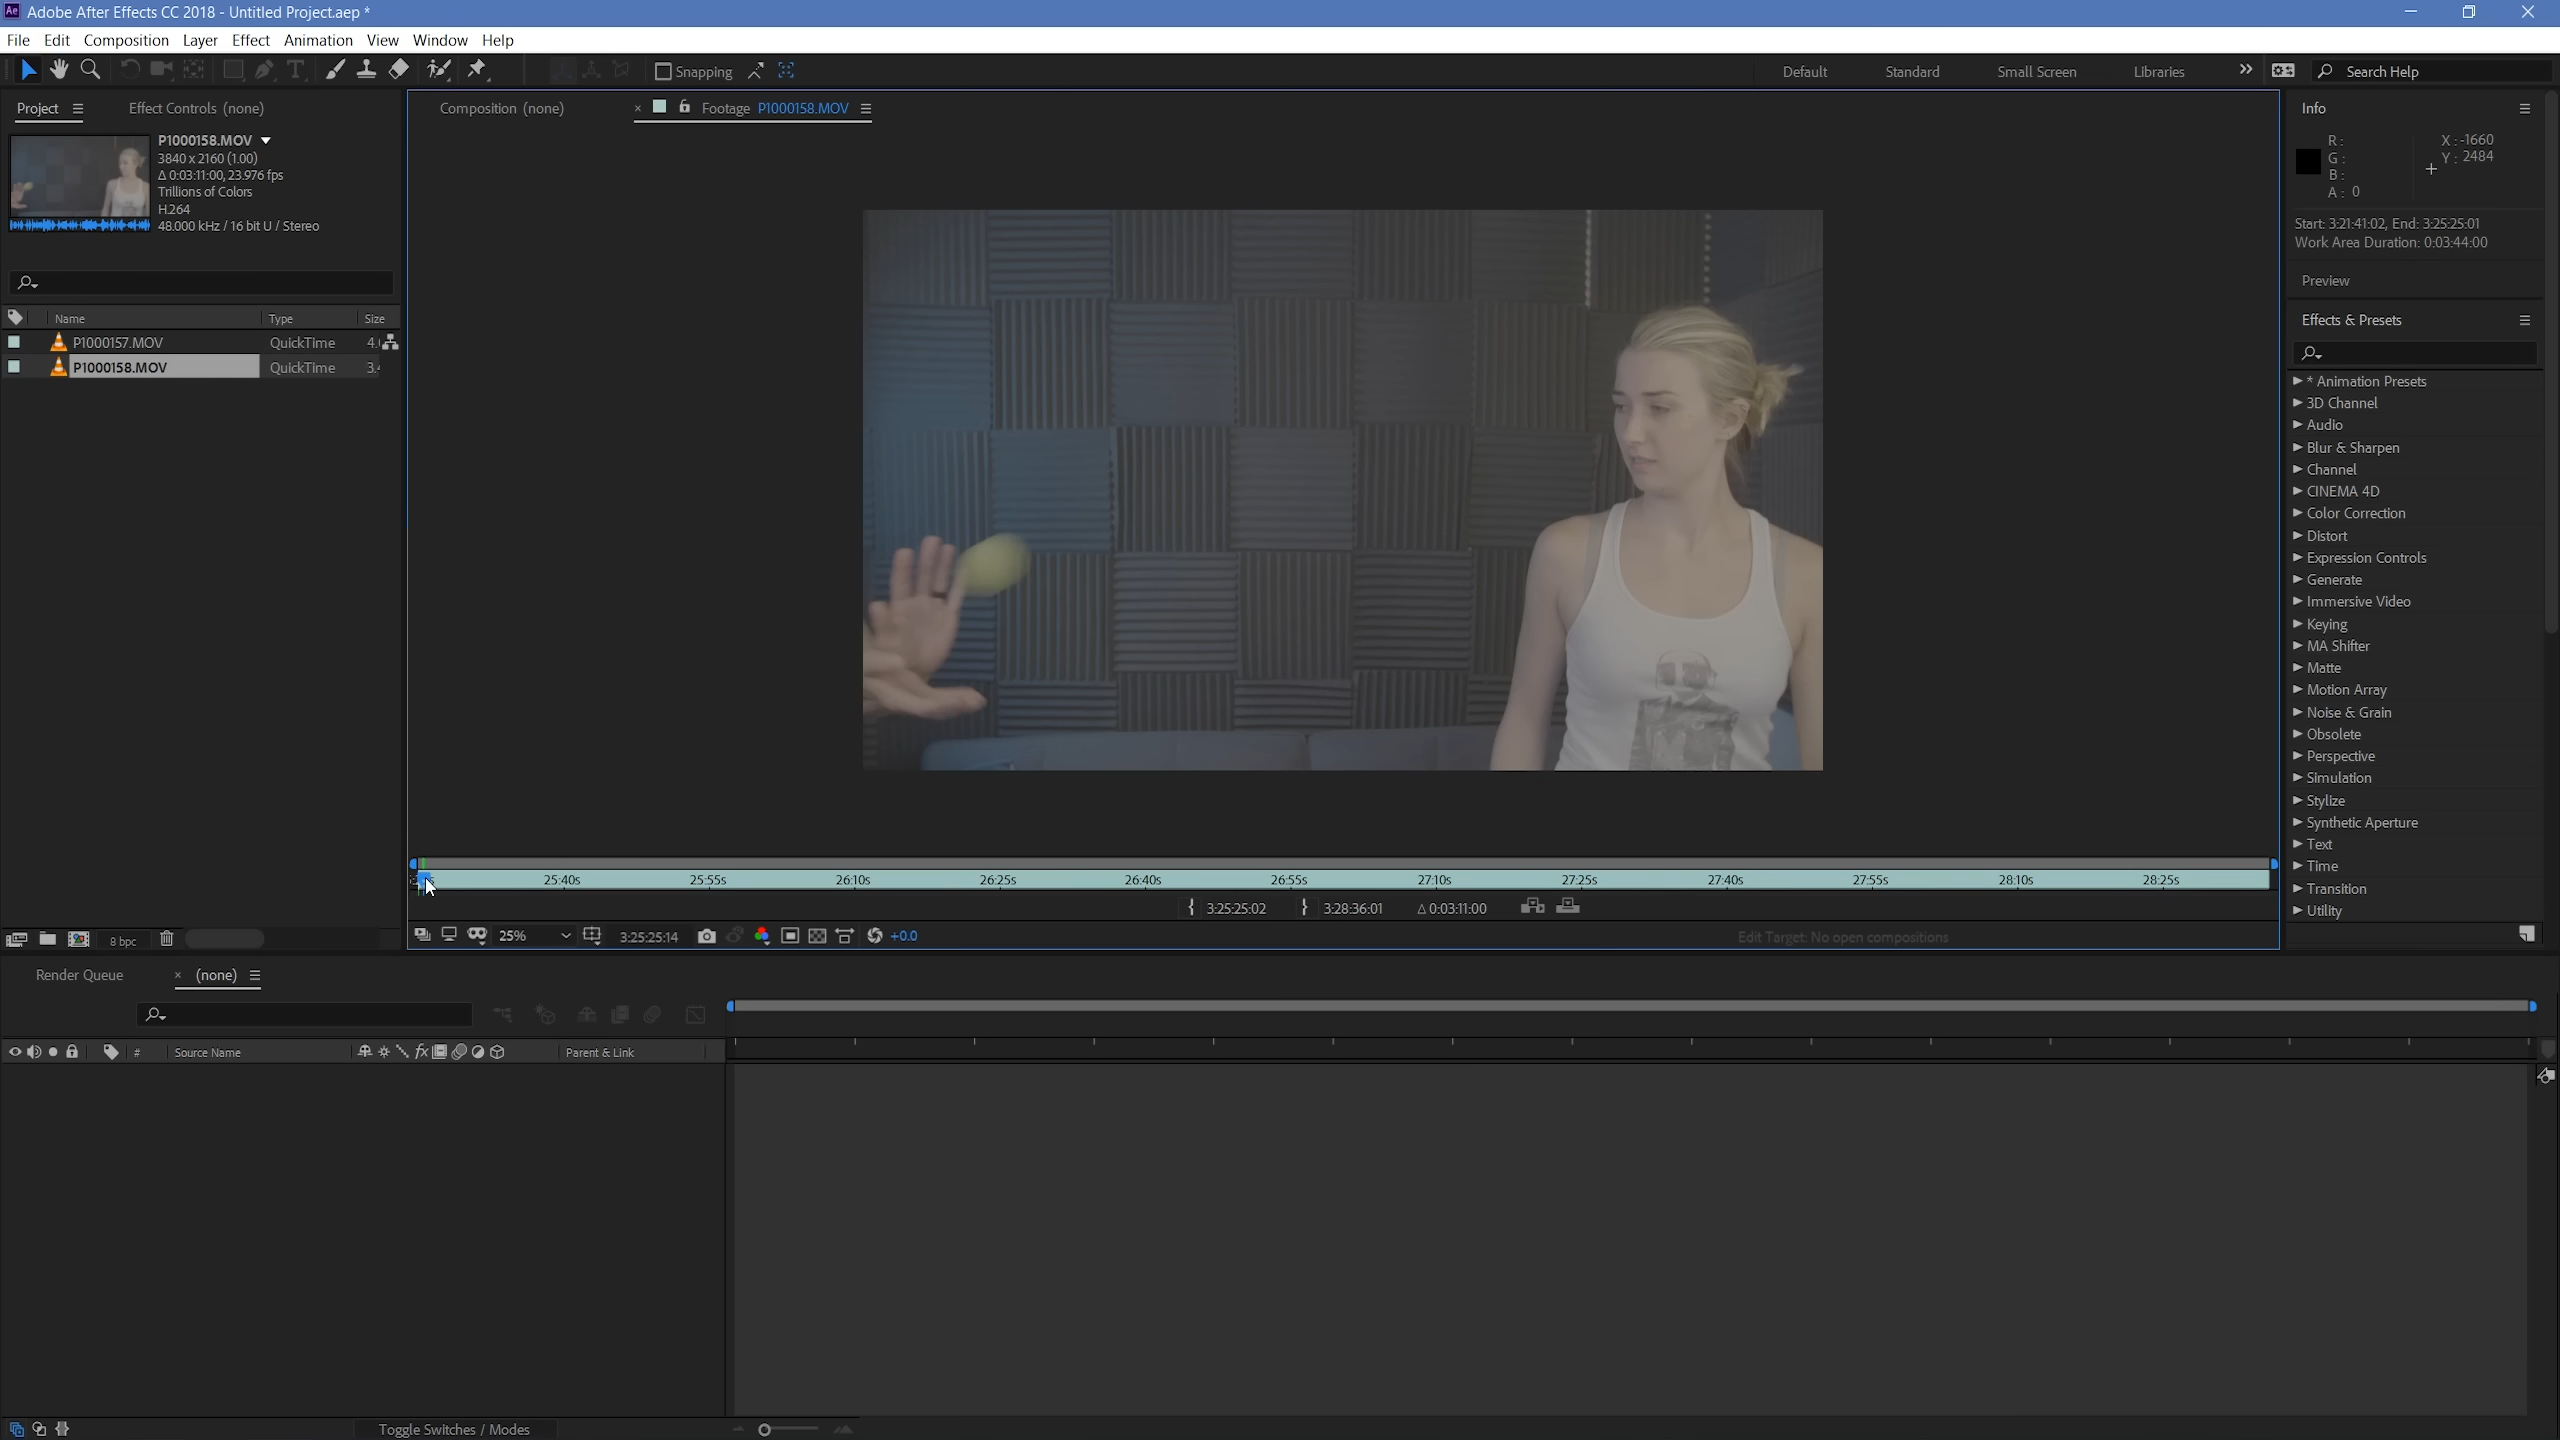 Adobe After Effects CC 2018 - Untitled Project.aep *
File Edit Composition Layer Effect Animation View Window Help
Snapping
Default Standard Small Screen Libraries Search Help
Project Effect Controls (none)
P1000158.MOV
3840 x 2160 (1.00)
Δ 0:03:11:00, 23.976 fps
Trillions of Colors
H.264
48.000 kHz / 16 bit U / Stereo
Name Type Size
P1000157.MOV QuickTime 4.
P1000158.MOV QuickTime 3.
8 bpc
Composition (none) × Footage P1000158.MOV
25:40s 25:55s 26:10s 26:25s 26:40s 26:55s 27:10s 27:25s 27:40s 27:55s 28:10s 28:25s
3:25:25:02 3:28:36:01 Δ 0:03:11:00
25% 3:25:25:14 +0.0 Edit Target: No open compositions
Info
R:
G:
B:
A: 0
X: -1660
Y: 2484
Start: 3:21:41:02, End: 3:25:25:01
Work Area Duration: 0:03:44:00
Preview
Effects & Presets
* Animation Presets
3D Channel
Audio
Blur & Sharpen
Channel
CINEMA 4D
Color Correction
Distort
Expression Controls
Generate
Immersive Video
Keying
MA Shifter
Matte
Motion Array
Noise & Grain
Obsolete
Perspective
Simulation
Stylize
Synthetic Aperture
Text
Time
Transition
Utility
Render Queue × (none)
# Source Name fx Parent & Link
Toggle Switches / Modes